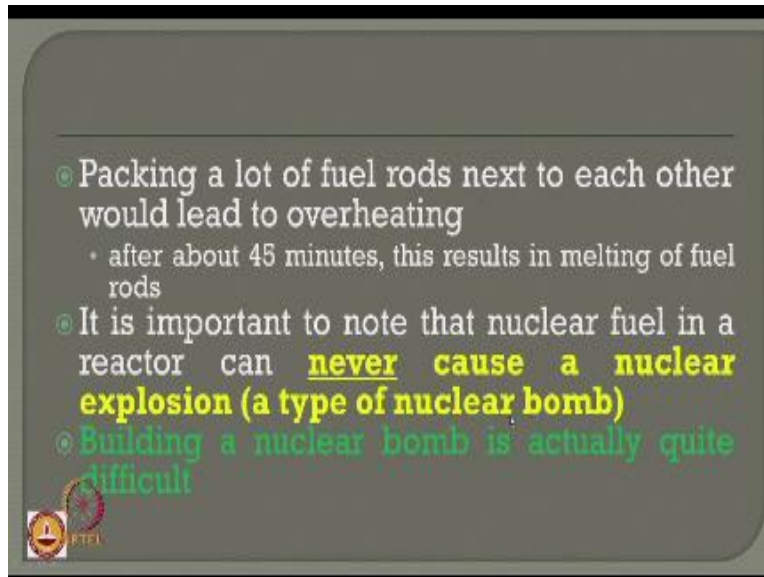 Packing a lot of fuel rods next to each other
would lead to overheating
after about 45 minutes, this results in melting of fuel
rods
It is important to note that nuclear fuel in a
reactor can never cause a nuclear
explosion (a type of nuclear bomb)
Building a nuclear bomb is actually quite
difficult
PTEL